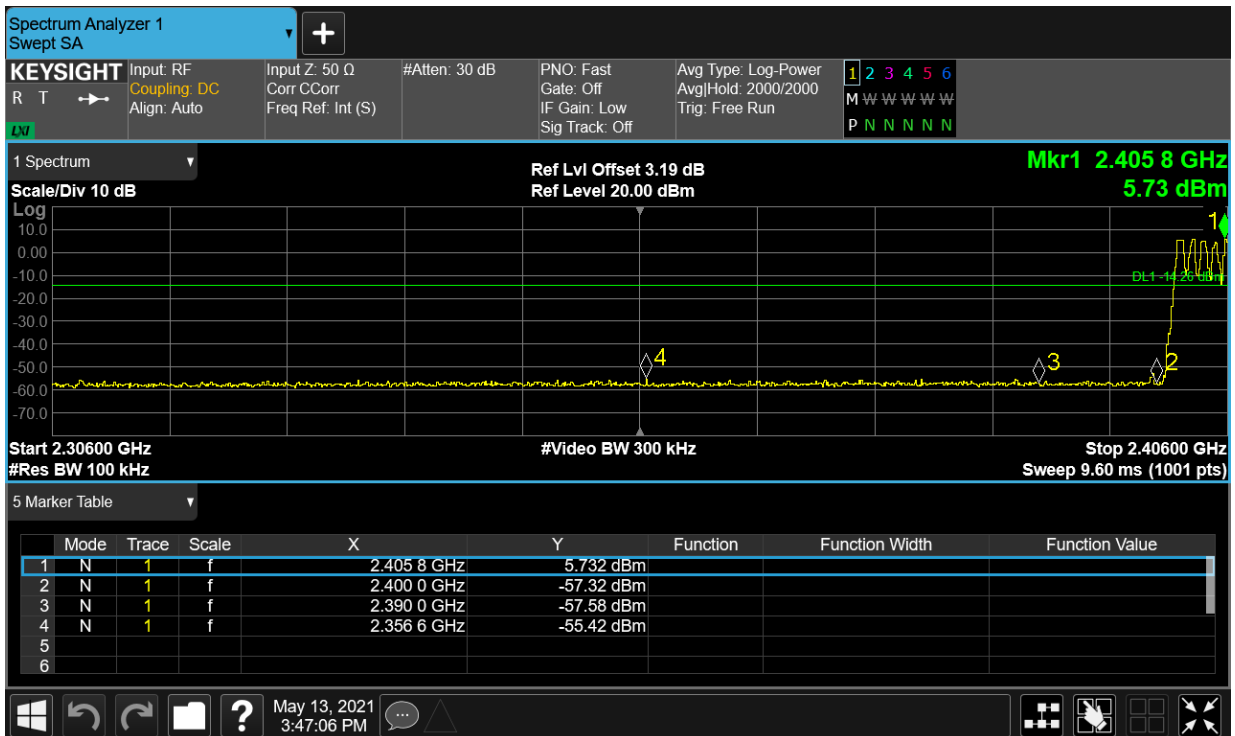 Spectrum Analyzer 1
Swept SA
+
KEYSIGHT Input: RF Input Z: 50 Ω #Atten: 30 dB PNO: Fast Avg Type: Log-Power 1 2 3 4 5 6
R T Coupling: DC Corr CCorr Gate: Off Avg|Hold: 2000/2000 M W W W W W
Align: Auto Freq Ref: Int (S) IF Gain: Low Trig: Free Run
LXI Sig Track: Off P N N N N N
1 Spectrum Ref Lvl Offset 3.19 dB Mkr1 2.405 8 GHz
Scale/Div 10 dB Ref Level 20.00 dBm 5.73 dBm
Log
1
10.0
0.00
-10.0
DL1 -14.26 dBm
-20.0
-30.0
-40.0
4 3 2
-50.0
-60.0
-70.0
Start 2.30600 GHz #Video BW 300 kHz Stop 2.40600 GHz
#Res BW 100 kHz Sweep 9.60 ms (1001 pts)
5 Marker Table
Mode Trace Scale X Y Function Function Width Function Value
1 N 1 f 2.405 8 GHz 5.732 dBm
2 N 1 f 2.400 0 GHz -57.32 dBm
3 N 1 f 2.390 0 GHz -57.58 dBm
4 N 1 f 2.356 6 GHz -55.42 dBm
5
6
? May 13, 2021
3:47:06 PM